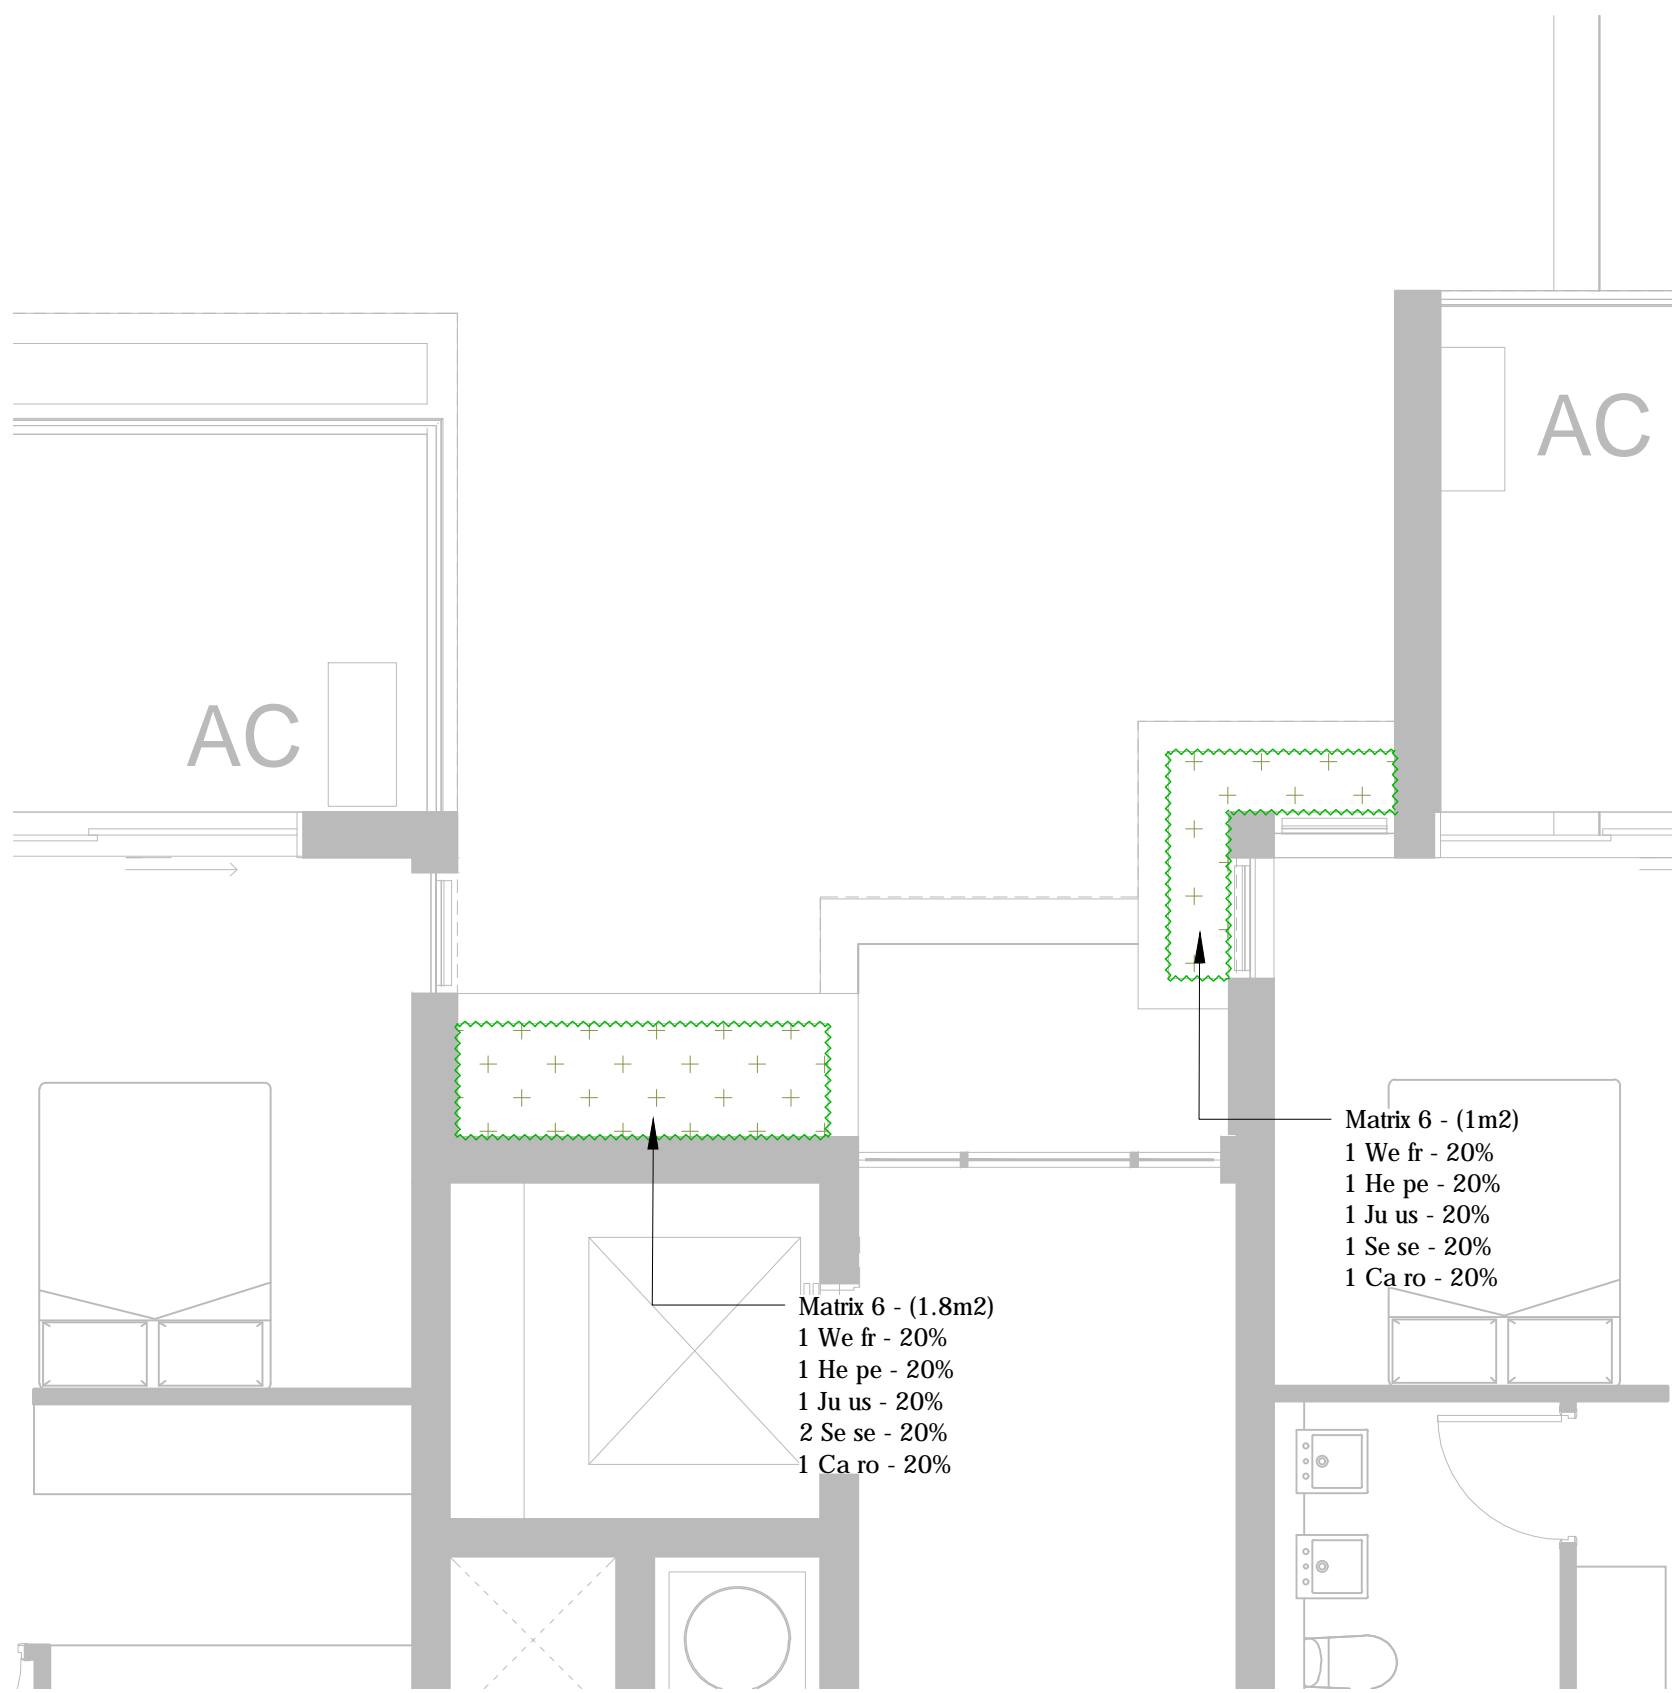 AC
AC
Matrix 6 - (1m2)
1 We fr - 20%
1 He pe - 20%
1 Ju us - 20%
1 Se se - 20%
1 Ca ro - 20%
Matrix 6 - (1.8m2)
1 We fr - 20%
1 He pe - 20%
1 Ju us - 20%
2 Se se - 20%
1 Ca ro - 20%